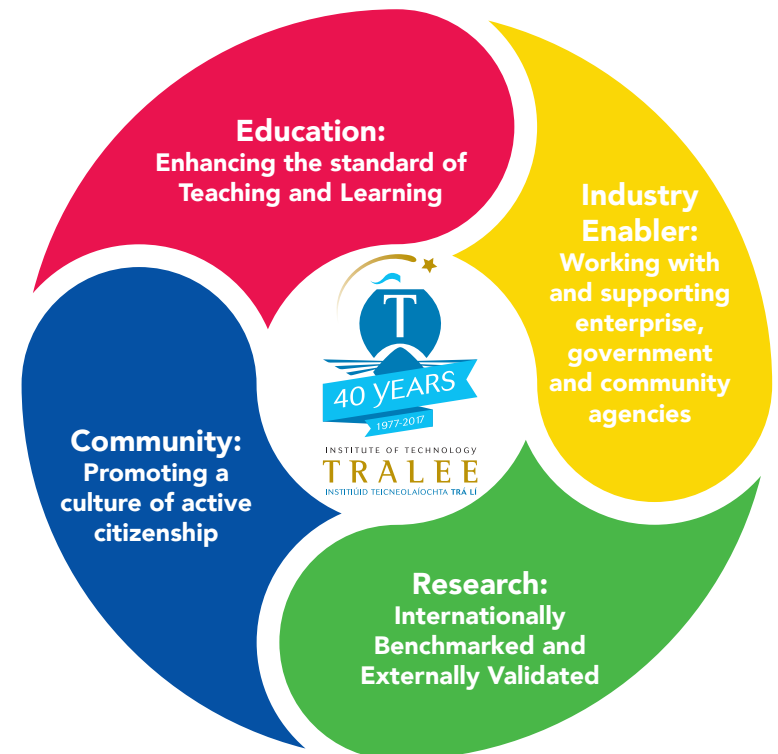 Education:
Enhancing the standard of
Teaching and Learning
Industry
Enabler:
Working with
and supporting
enterprise,
government
and community
agencies
T
40 YEARS
1977-2017
INSTITUTE OF TECHNOLOGY
TRALEE
INSTITIÚID TEICNEOLAÍOCHTA TRÁ LÍ
Community:
Promoting a
culture of active
citizenship
Research:
Internationally
Benchmarked and
Externally Validated